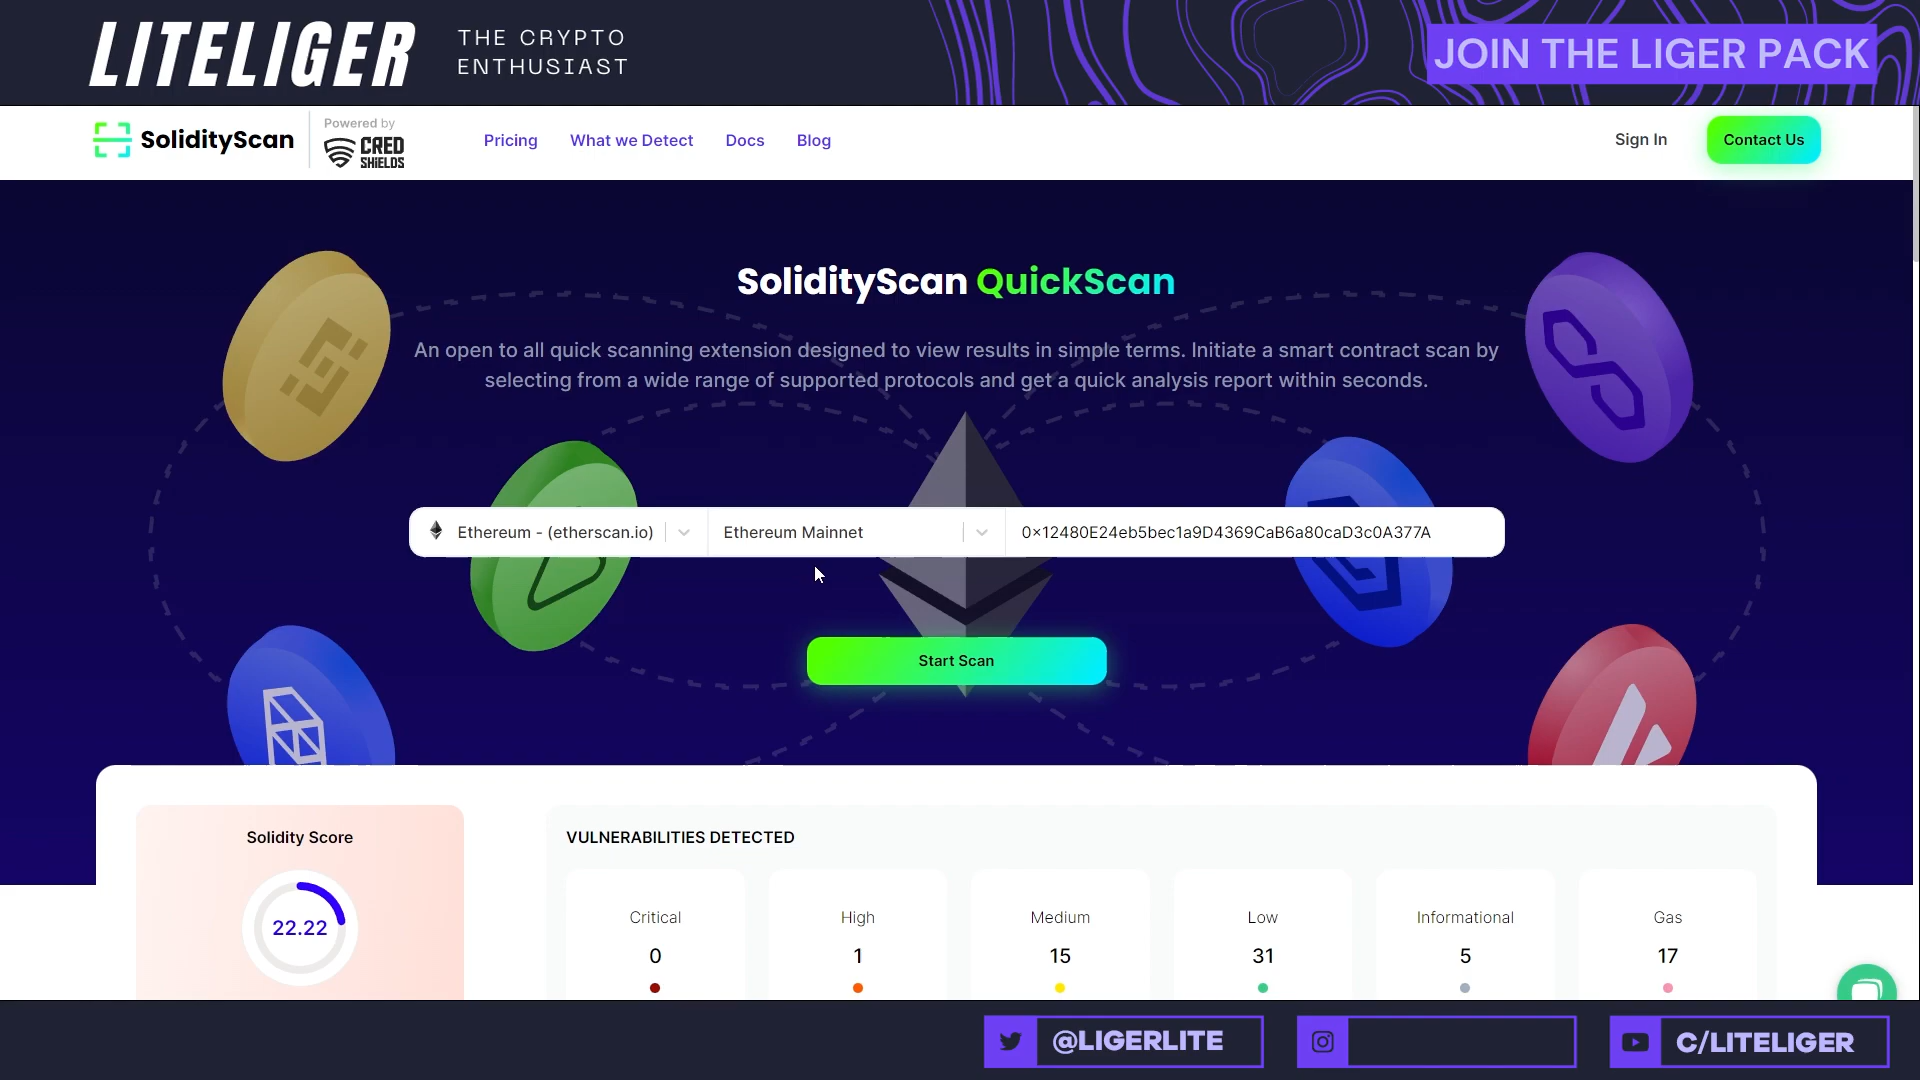 LITELIGER
THE CRYPTO
ENTHUSIAST
JOIN THE LIGER PACK
SolidityScan
Powered by
CRED
SHIELDS
Pricing
What we Detect
Docs
Blog
Sign In
Contact Us
SolidityScan QuickScan
An open to all quick scanning extension designed to view results in simple terms. Initiate a smart contract scan by
selecting from a wide range of supported protocols and get a quick analysis report within seconds.
Ethereum - (etherscan.io)
Ethereum Mainnet
0x12480E24eb5bec1a9D4369CaB6a80caD3c0A377A
Start Scan
Solidity Score
22.22
VULNERABILITIES DETECTED
Critical
0
High
1
Medium
15
Low
31
Informational
5
Gas
17
@LIGERLITE
C/LITELIGER